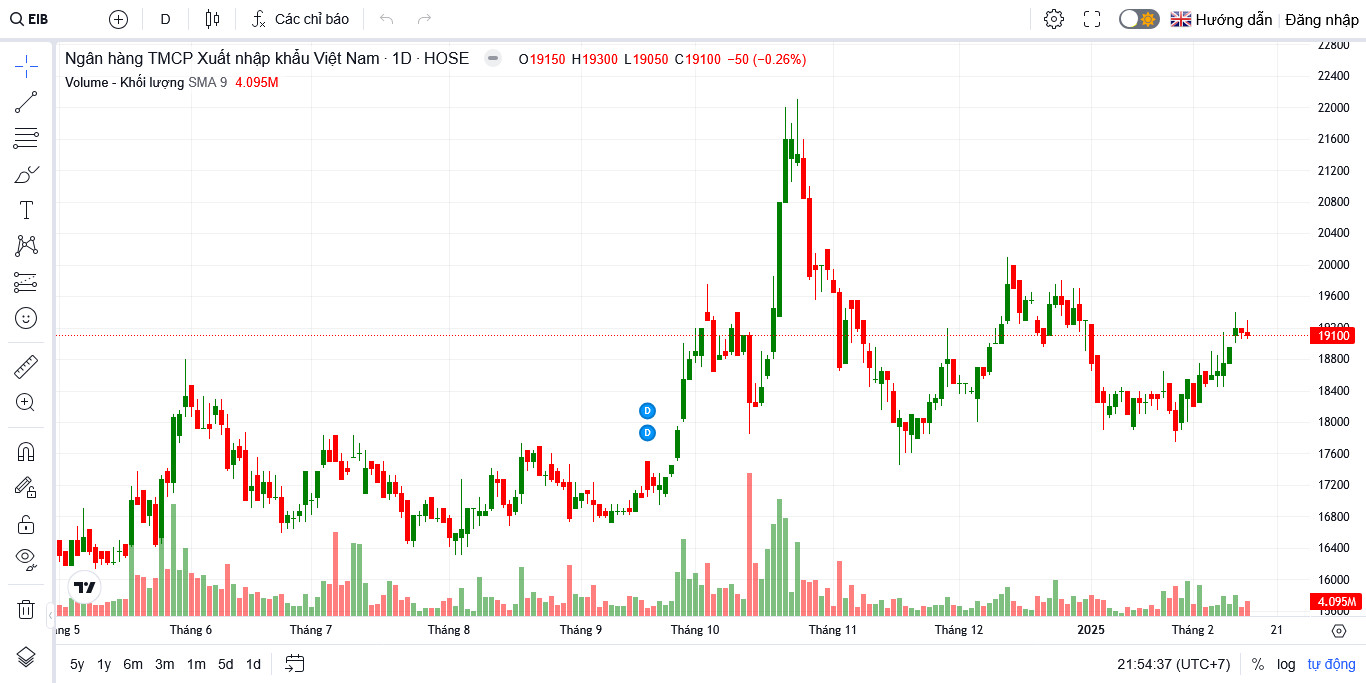 EIB D Các chỉ báo Hướng dẫn Đăng nhập
Ngân hàng TMCP Xuất nhập khẩu Việt Nam · 1D · HOSE O19150 H19300 L19050 C19100 −50 (−0.26%)
Volume - Khối lượng SMA 9 4.095M
22800
22400
22000
21600
21200
20800
20400
20000
19600
19200
19100
18800
18400
18000
17600
17200
16800
16400
16000
4.095M
15600
D
D
ng 5 Tháng 6 Tháng 7 Tháng 8 Tháng 9 Tháng 10 Tháng 11 Tháng 12 2025 Tháng 2 21
5y 1y 6m 3m 1m 5d 1d 21:54:37 (UTC+7) % log tự động